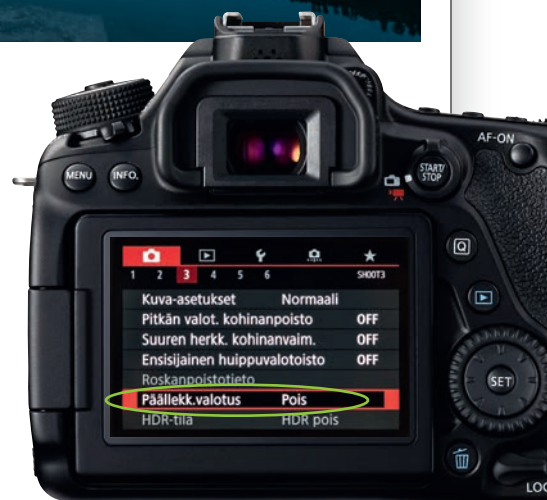 AF-ON
MENU INFO.
START/
STOP
Q
1 2 3 4 5 6 SHOOT3
Kuva-asetukset Normaali
Pitkän valot. kohinanpoisto OFF
Suuren herkk. kohinanvaim. OFF
Ensisijainen huippuvalotoisto OFF
Roskanpoistotieto
Päällekk.valotus Pois
HDR-tila HDR pois
SET
LOC